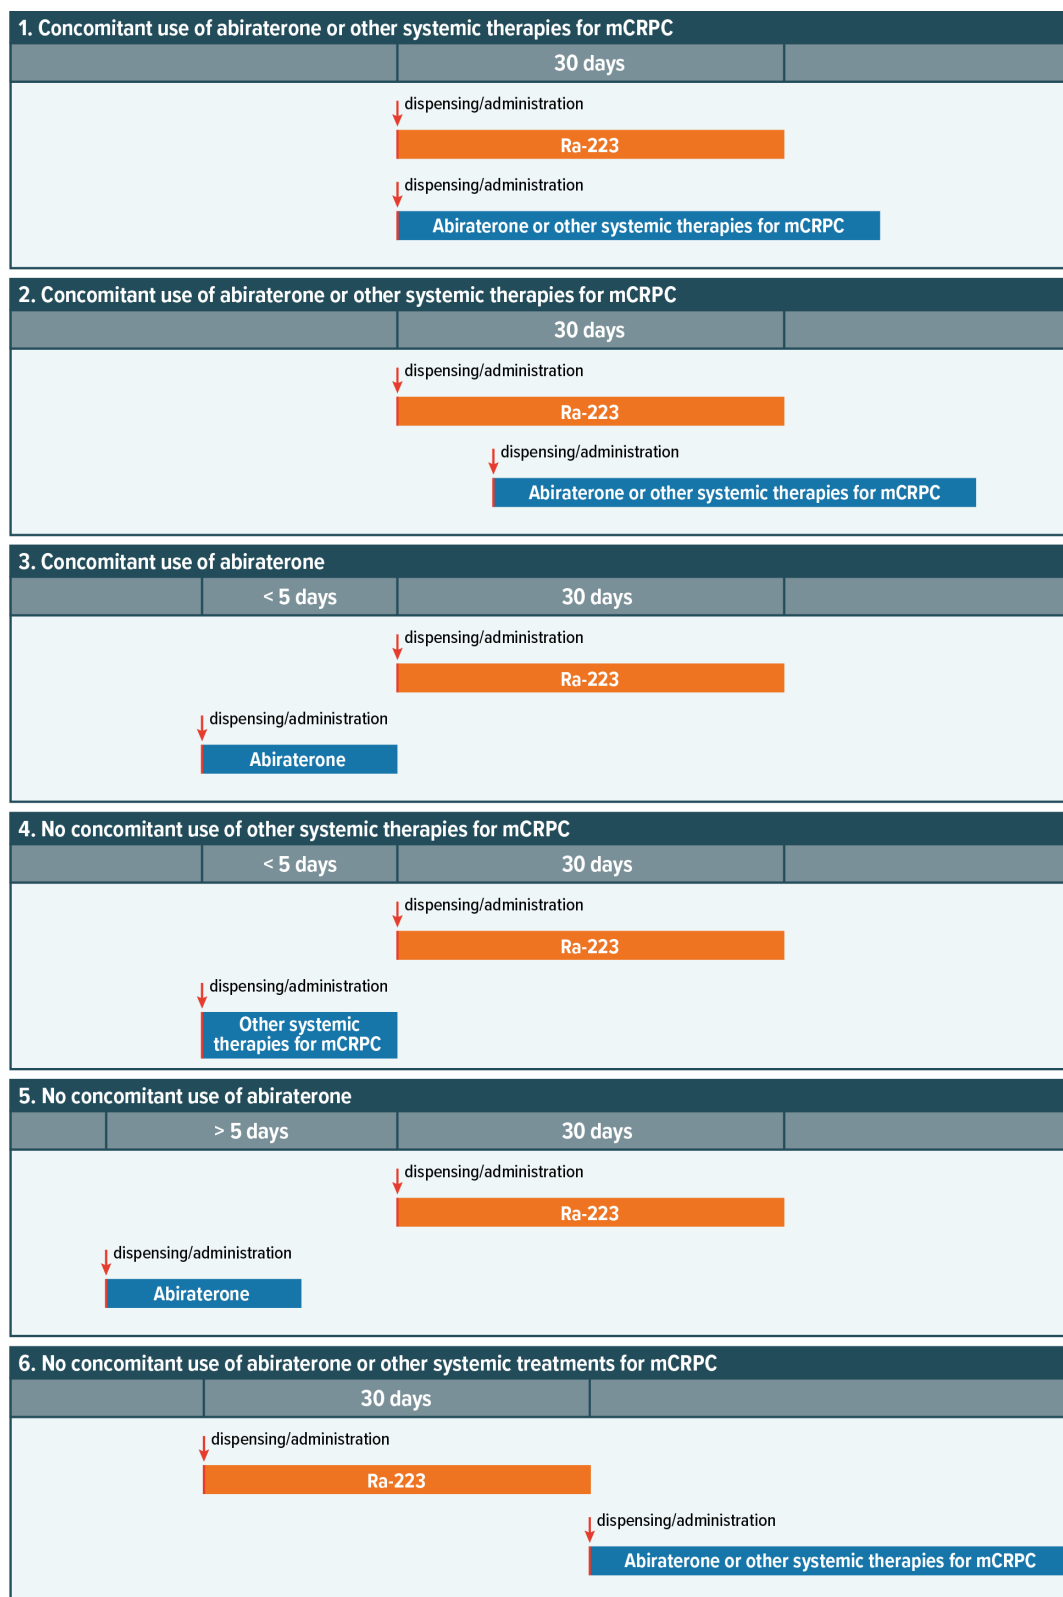 1. Concomitant use of abiraterone or other systemic therapies for mCRPC
30 days
dispensing/administration
Ra-223
dispensing/administration
Abiraterone or other systemic therapies for mCRPC
2. Concomitant use of abiraterone or other systemic therapies for mCRPC
30 days
dispensing/administration
Ra-223
dispensing/administration
Abiraterone or other systemic therapies for mCRPC
3. Concomitant use of abiraterone
< 5 days 30 days
dispensing/administration
Ra-223
dispensing/administration
Abiraterone
4. No concomitant use of other systemic therapies for mCRPC
< 5 days 30 days
dispensing/administration
Ra-223
dispensing/administration
Other systemic
therapies for mCRPC
5. No concomitant use of abiraterone
> 5 days 30 days
dispensing/administration
Ra-223
dispensing/administration
Abiraterone
6. No concomitant use of abiraterone or other systemic treatments for mCRPC
30 days
dispensing/administration
Ra-223
dispensing/administration
Abiraterone or other systemic therapies for mCRPC